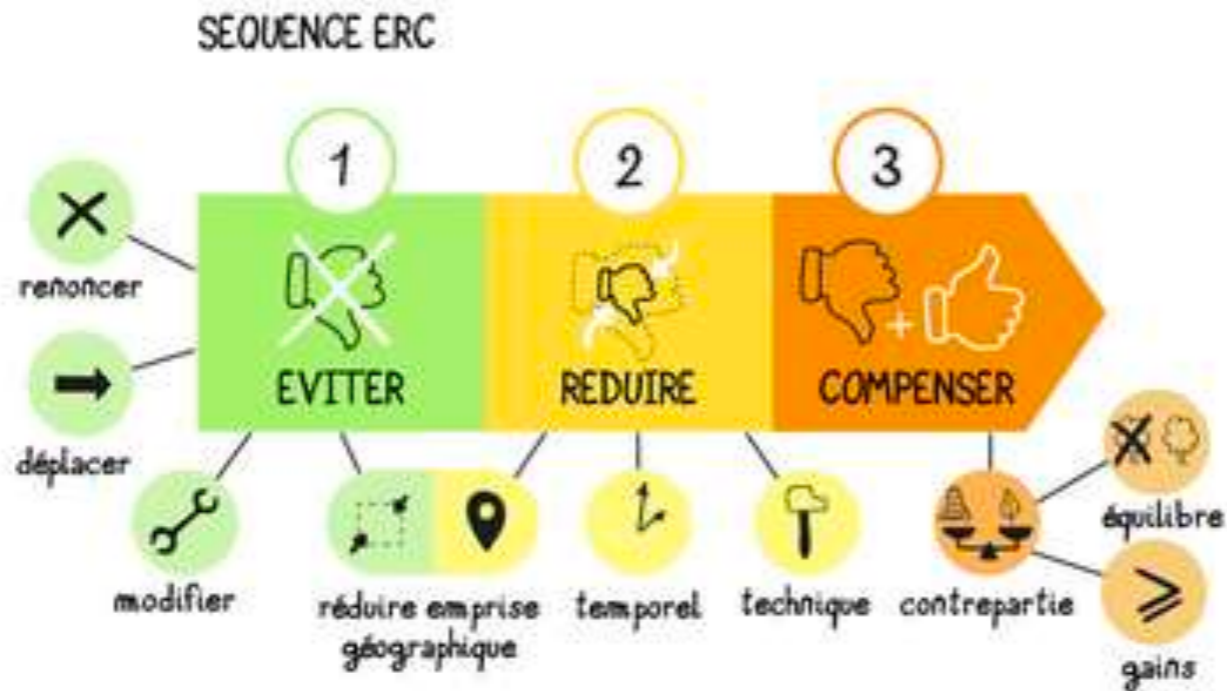 SEQUENCE ERC
1
2
3
renoncer
EVITER
REDUIRE
COMPENSER
déplacer
équilibre
modifier
réduire emprise
géographique
temporel
technique
contrepartie
gains